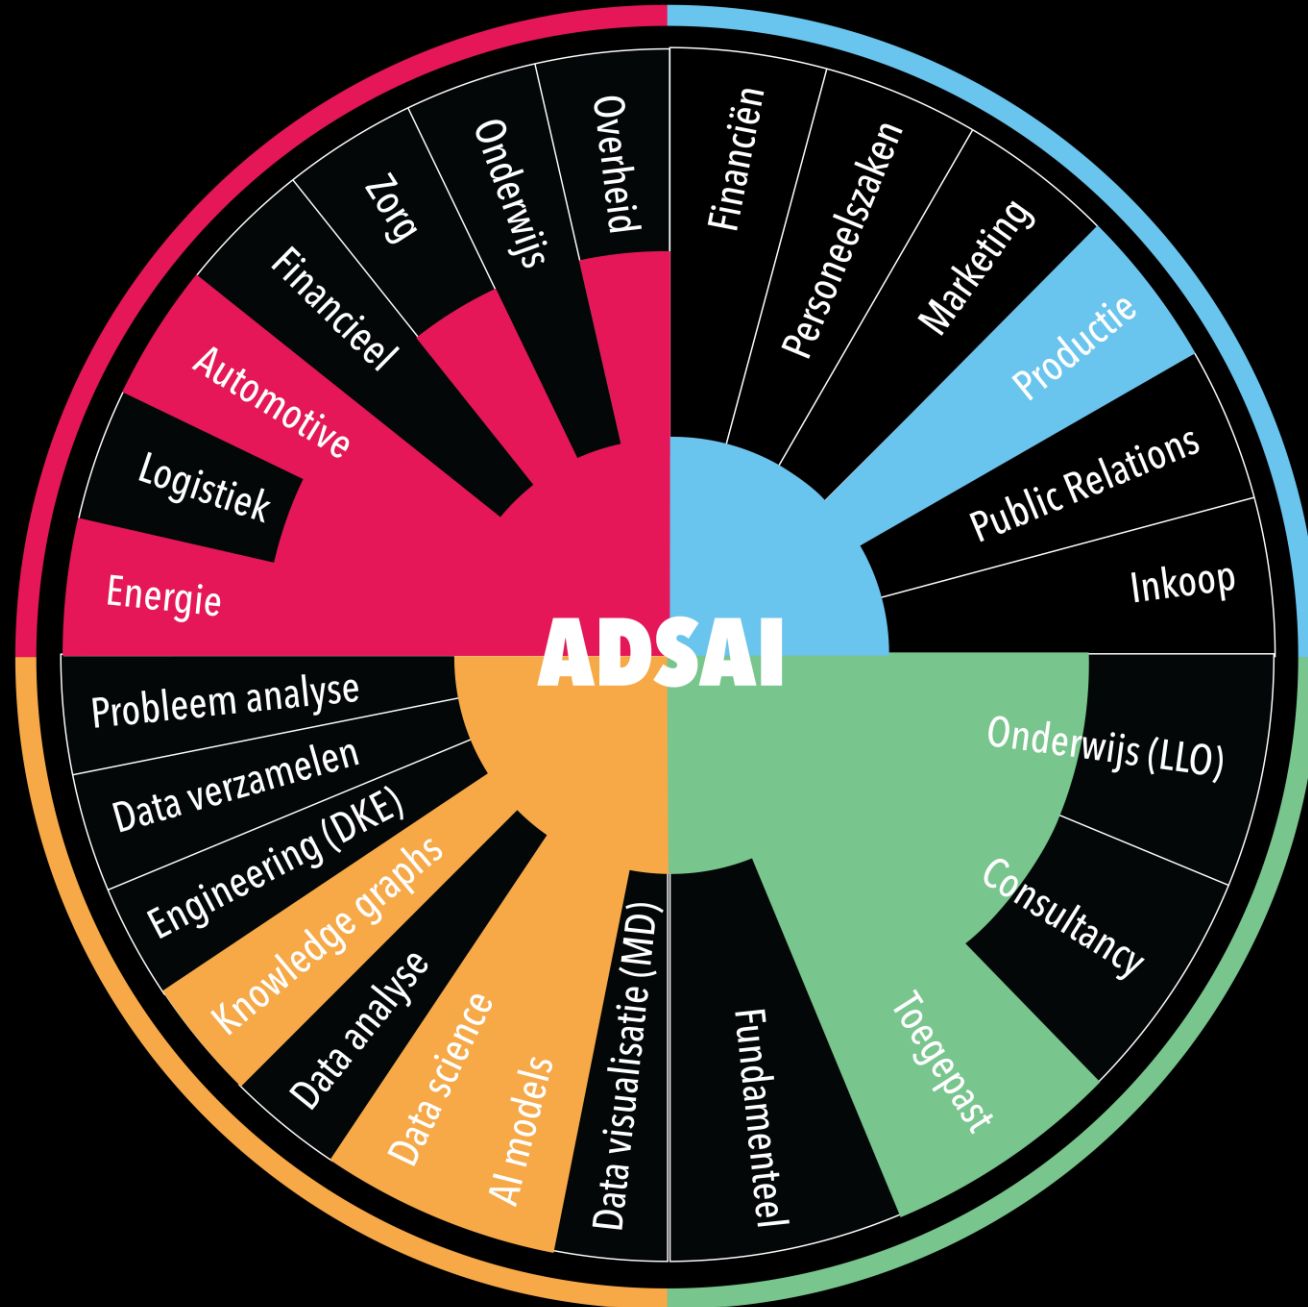 Overheid
Onderwijs
Zorg
Financieel
Automotive
Logistiek
Energie
Financiën
Personeelszaken
Marketing
Productie
Public Relations
Inkoop
ADSAI
Probleem analyse
Data verzamelen
Engineering (DKE)
Knowledge graphs
Data analyse
Data science
AI models
Data visualisatie (MD)
Onderwijs (LLO)
Consultancy
Toegepast
Fundamenteel